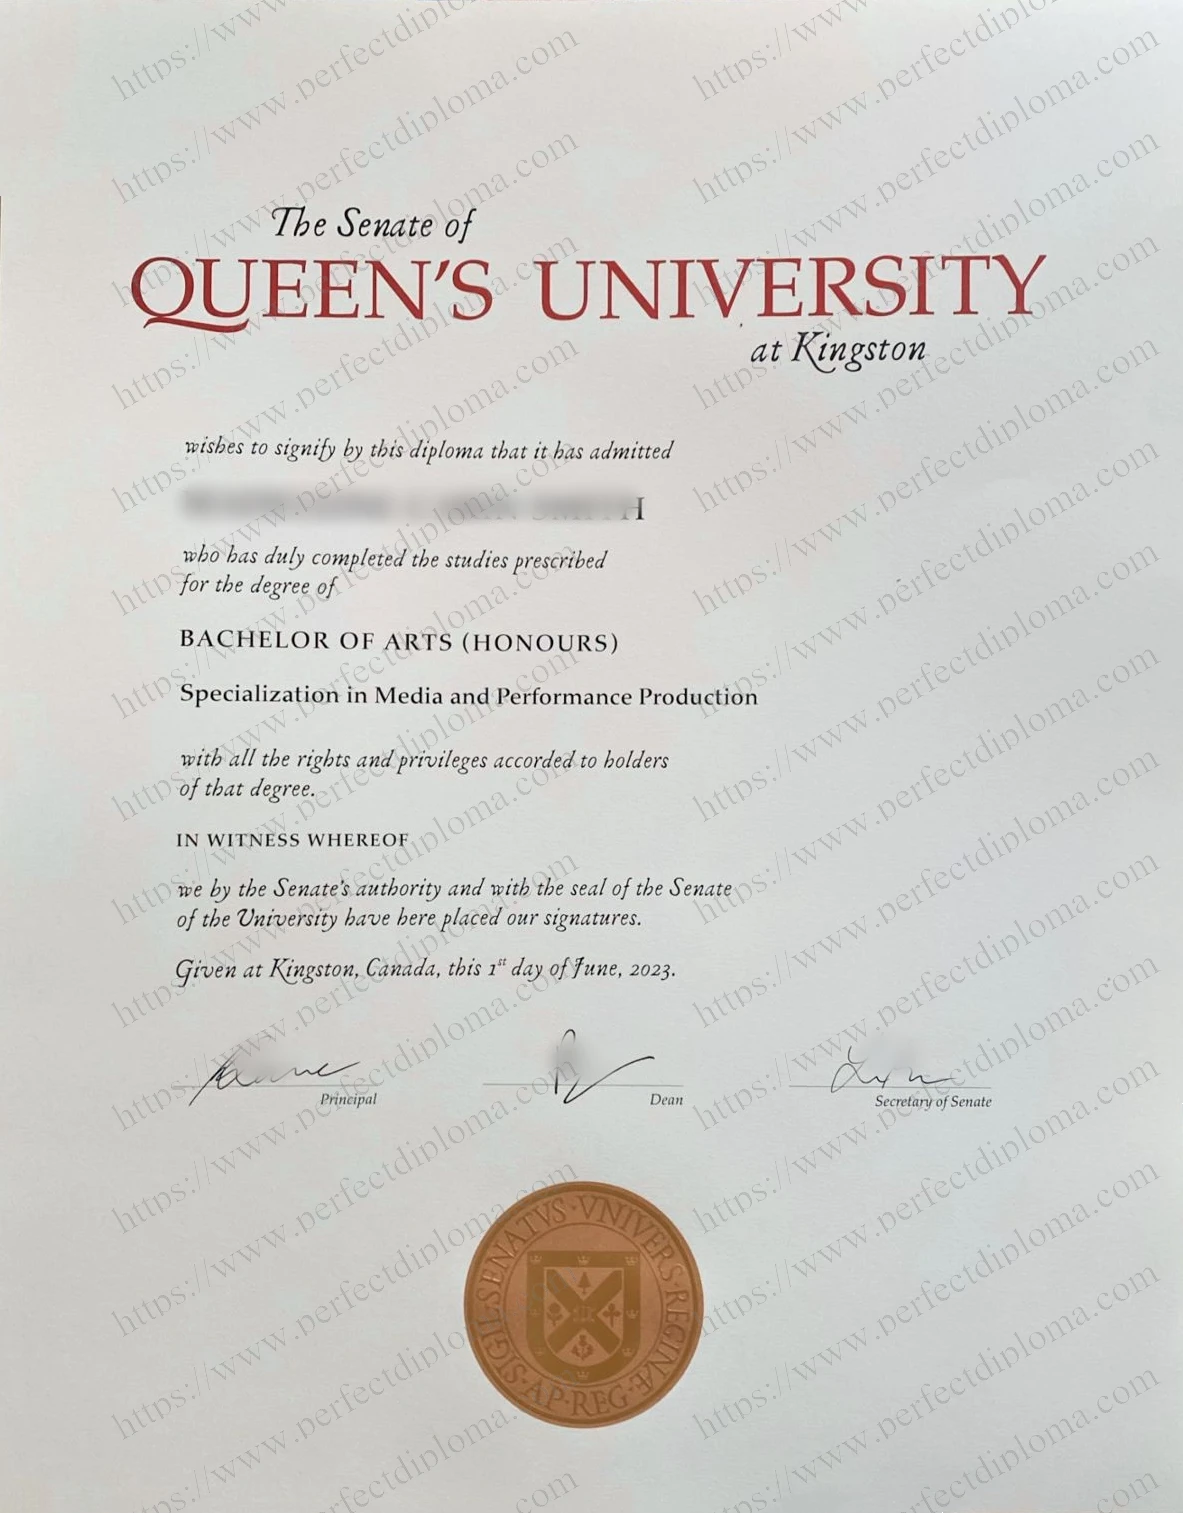 The Senate of
QUEEN'S UNIVERSITY
at Kingston
wishes to signify by this diploma that it has admitted
who has duly completed the studies prescribed
for the degree of
BACHELOR OF ARTS (HONOURS)
Specialization in Media and Performance Production
with all the rights and privileges accorded to holders
of that degree.
IN WITNESS WHEREOF
we by the Senate's authority and with the seal of the Senate
of the University have here placed our signatures.
Given at Kingston, Canada, this 1st day of June, 2023.
Principal
Dean
Secretary of Senate
SIGIL·SENATVS·VNIVERS·REGINÆ·AP·REG·
https://www.perfectdiploma.com